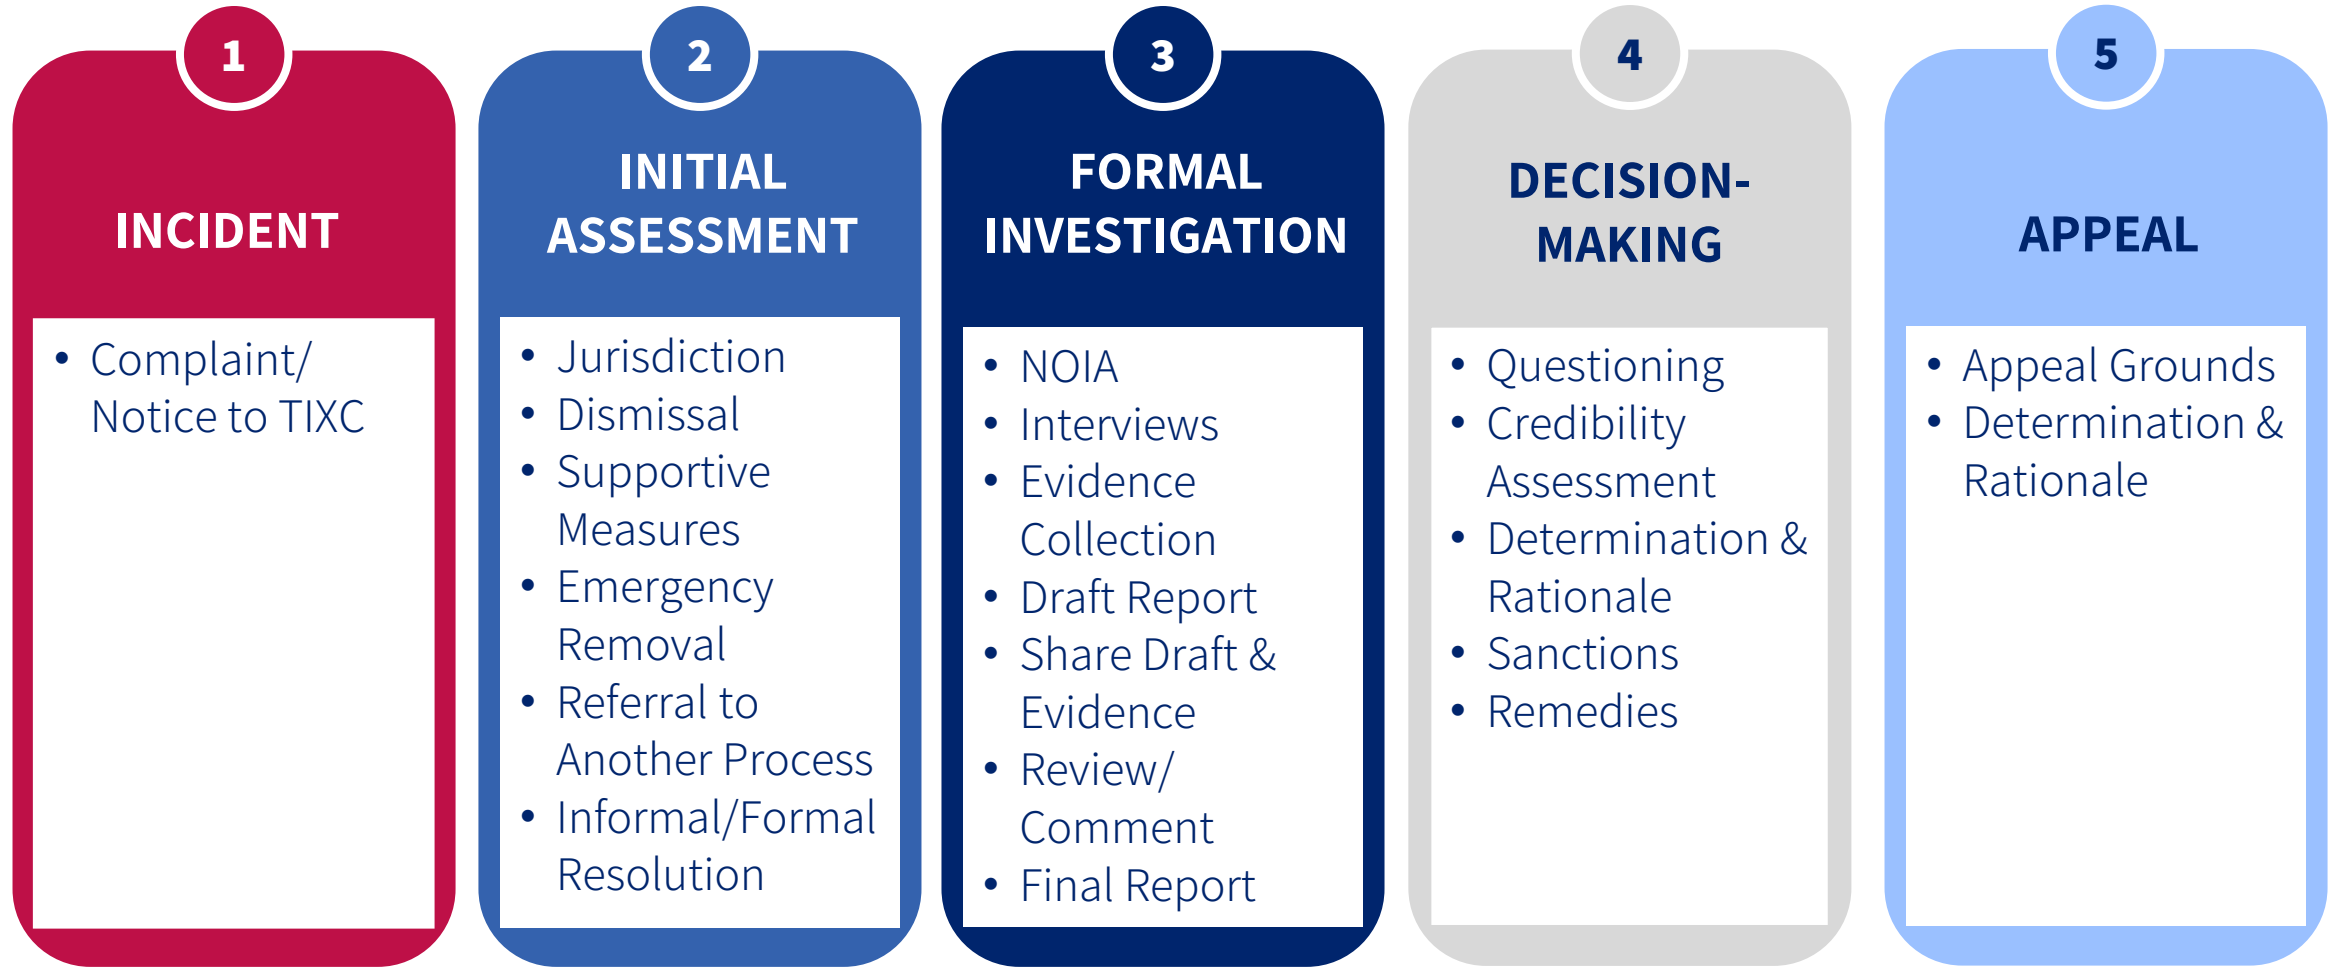 1
INCIDENT
• Complaint/
Notice to TIXC
2
INITIAL
ASSESSMENT
• Jurisdiction
• Dismissal
• Supportive
Measures
• Emergency
Removal
• Referral to
Another Process
• Informal/Formal
Resolution
3
FORMAL
INVESTIGATION
• NOIA
• Interviews
• Evidence
Collection
• Draft Report
• Share Draft &
Evidence
• Review/
Comment
• Final Report
4
DECISION-
MAKING
• Questioning
• Credibility
Assessment
• Determination &
Rationale
• Sanctions
• Remedies
5
APPEAL
• Appeal Grounds
• Determination &
Rationale